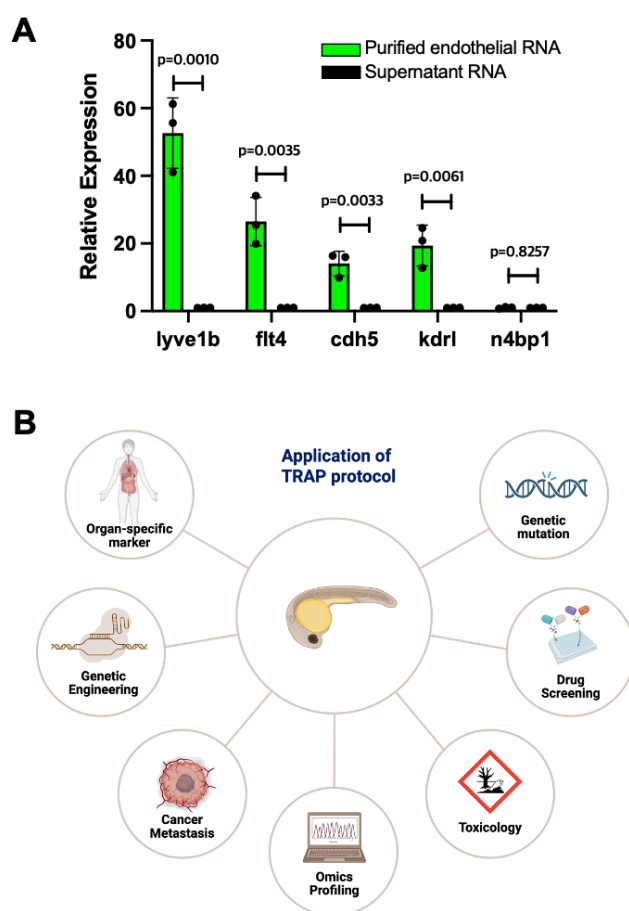 A
80
60
40
20
0
Relative Expression
Purified endothelial RNA
Supernatant RNA
p=0.0010
p=0.0035
p=0.0033
p=0.0061
p=0.8257
lyve1b
flt4
cdh5
kdrl
n4bp1
B
Application of
TRAP protocol
Organ-specific
marker
Genetic
mutation
Genetic
Engineering
Drug
Screening
Cancer
Metastasis
Toxicology
Omics
Profiling